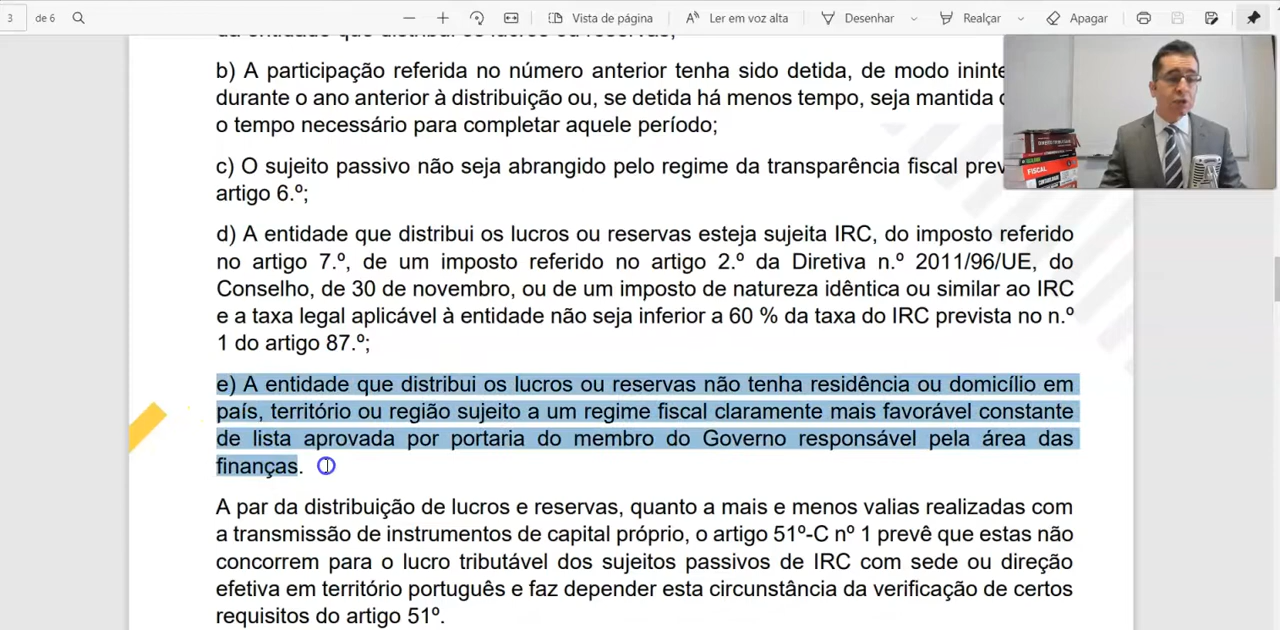 3 de 6 Vista de página Ler em voz alta Desenhar Realçar Apagar
da entidade que distribui os lucros ou reservas;
b) A participação referida no número anterior tenha sido detida, de modo
durante o ano anterior à distribuição ou, se detida há menos tempo, seja mantida
o tempo necessário para completar aquele período;
c) O sujeito passivo não seja abrangido pelo regime da transparência fiscal
artigo 6.º;
d) A entidade que distribui os lucros ou reservas esteja sujeita IRC, do imposto referido
no artigo 7.º, de um imposto referido no artigo 2.º da Diretiva n.º 2011/96/UE, do
Conselho, de 30 de novembro, ou de um imposto de natureza idêntica ou similar ao IRC
e a taxa legal aplicável à entidade não seja inferior a 60 % da taxa do IRC prevista no n.º
1 do artigo 87.º;
e) A entidade que distribui os lucros ou reservas não tenha residência ou domicílio em
país, território ou região sujeito a um regime fiscal claramente mais favorável constante
de lista aprovada por portaria do membro do Governo responsável pela área das
finanças.
A par da distribuição de lucros e reservas, quanto a mais e menos valias realizadas com
a transmissão de instrumentos de capital próprio, o artigo 51º-C nº 1 prevê que estas não
concorrem para o lucro tributável dos sujeitos passivos de IRC com sede ou direção
efetiva em território português e faz depender esta circunstância da verificação de certos
requisitos do artigo 51º.
FISCAL